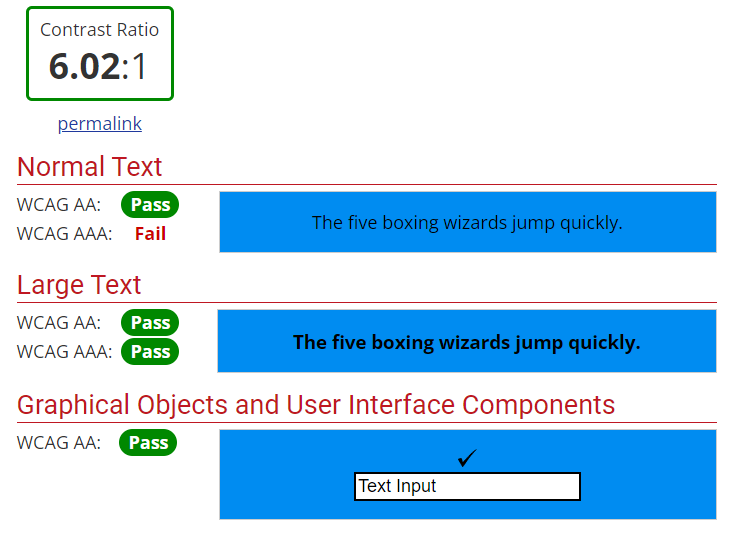 Contrast Ratio
6.02:1
permalink
Normal Text
WCAG AA: Pass
WCAG AAA: Fail
The five boxing wizards jump quickly.
Large Text
WCAG AA: Pass
WCAG AAA: Pass
The five boxing wizards jump quickly.
Graphical Objects and User Interface Components
WCAG AA: Pass
✓
Text Input